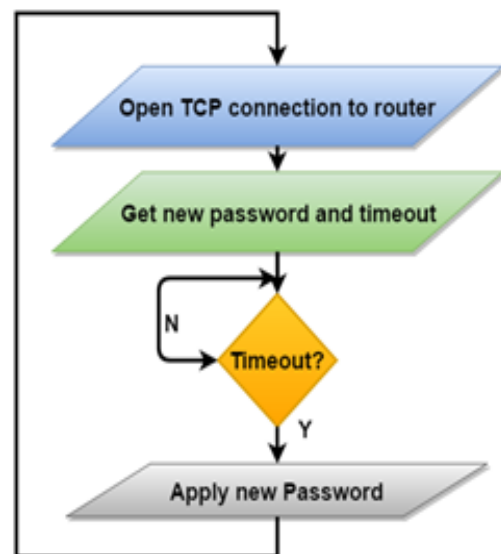 Open TCP connection to router
Get new password and timeout
N
Timeout?
Y
Apply new Password